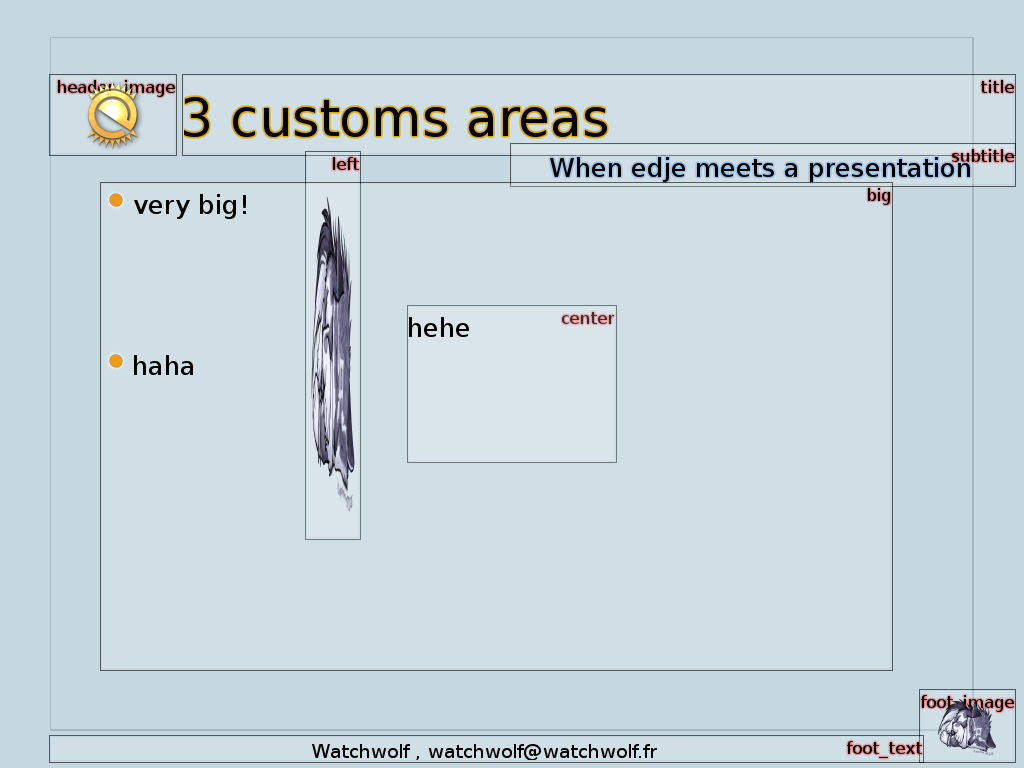 header_image
title
3 customs areas
subtitle
When edje meets a presentation
left
big
very big!
center
hehe
haha
foot_image
foot_text
Watchwolf , watchwolf@watchwolf.fr